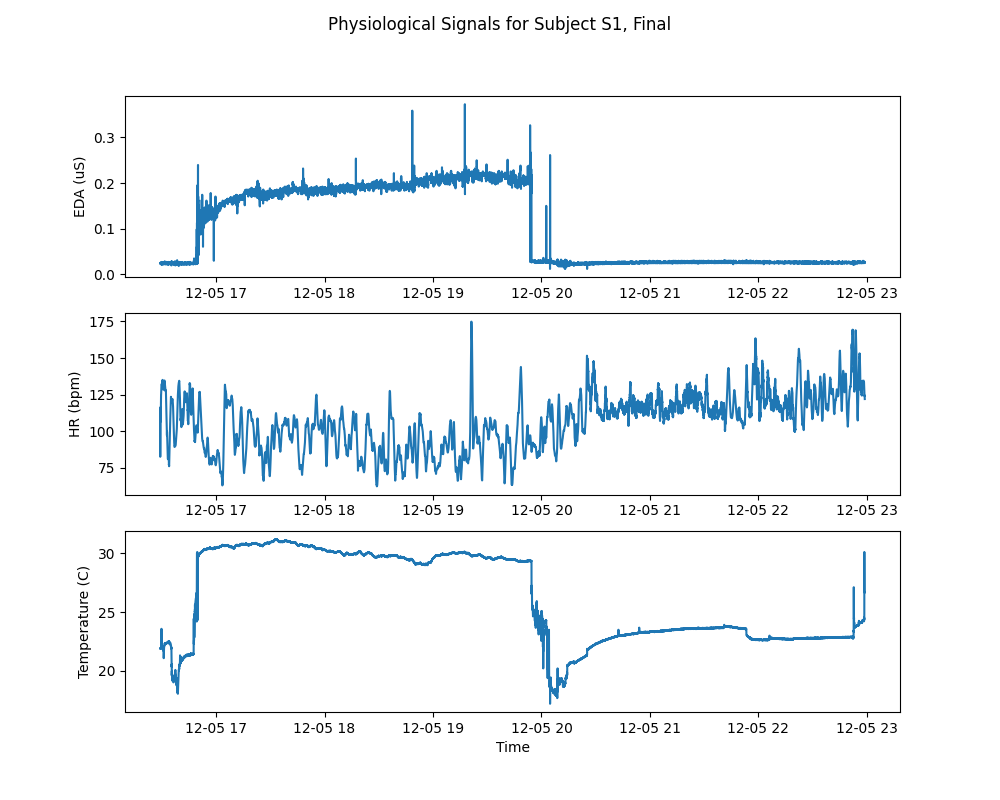 Physiological Signals for Subject S1, Final
EDA (uS)
0.3
0.2
0.1
0.0
12-05 17 12-05 18 12-05 19 12-05 20 12-05 21 12-05 22 12-05 23
HR (bpm)
175
150
125
100
75
12-05 17 12-05 18 12-05 19 12-05 20 12-05 21 12-05 22 12-05 23
Temperature (C)
30
25
20
12-05 17 12-05 18 12-05 19 12-05 20 12-05 21 12-05 22 12-05 23
Time